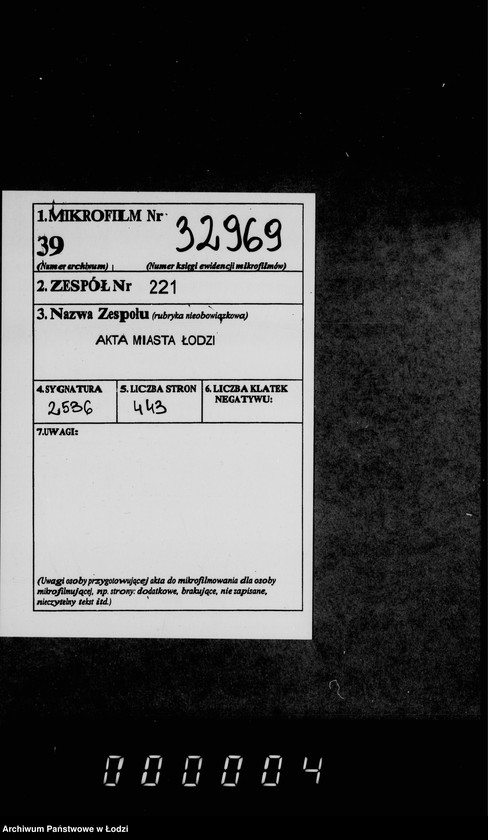 1. MIKROFILM Nr 32969
39
(Numer archiwum) (Numer księgi ewidencji mikrofilmów)
2. ZESPÓŁ Nr 221
3. Nazwa Zespołu (rubryka nieobowiązkowa)
AKTA MIASTA ŁODZI
4. SYGNATURA 5. LICZBA STRON 6. LICZBA KLATEK
NEGATYWU:
2536 443
7. UWAGI:
(Uwagi osoby przygotowującej akta do mikrofilmowania dla osoby
mikrofilmującej, np. strony: dodatkowe, brakujące, nie zapisane,
nieczytelny tekst itd.)
000004
Archiwum Państwowe w Łodzi